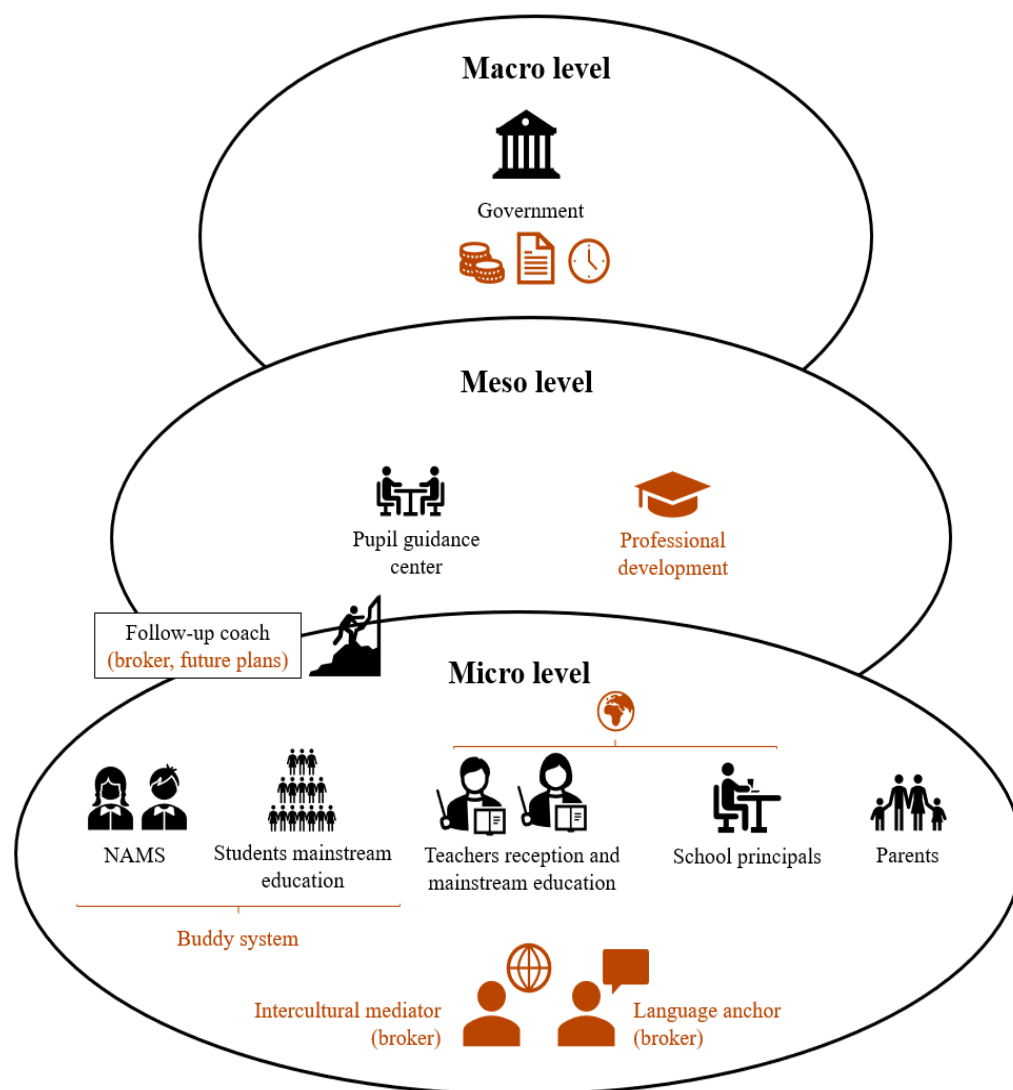 Macro level
Government
Meso level
Pupil guidance
center
Professional
development
Follow-up coach
(broker, future plans)
Micro level
NAMS
Students mainstream
education
Teachers reception and
mainstream education
School principals
Parents
Buddy system
Intercultural mediator
(broker)
Language anchor
(broker)